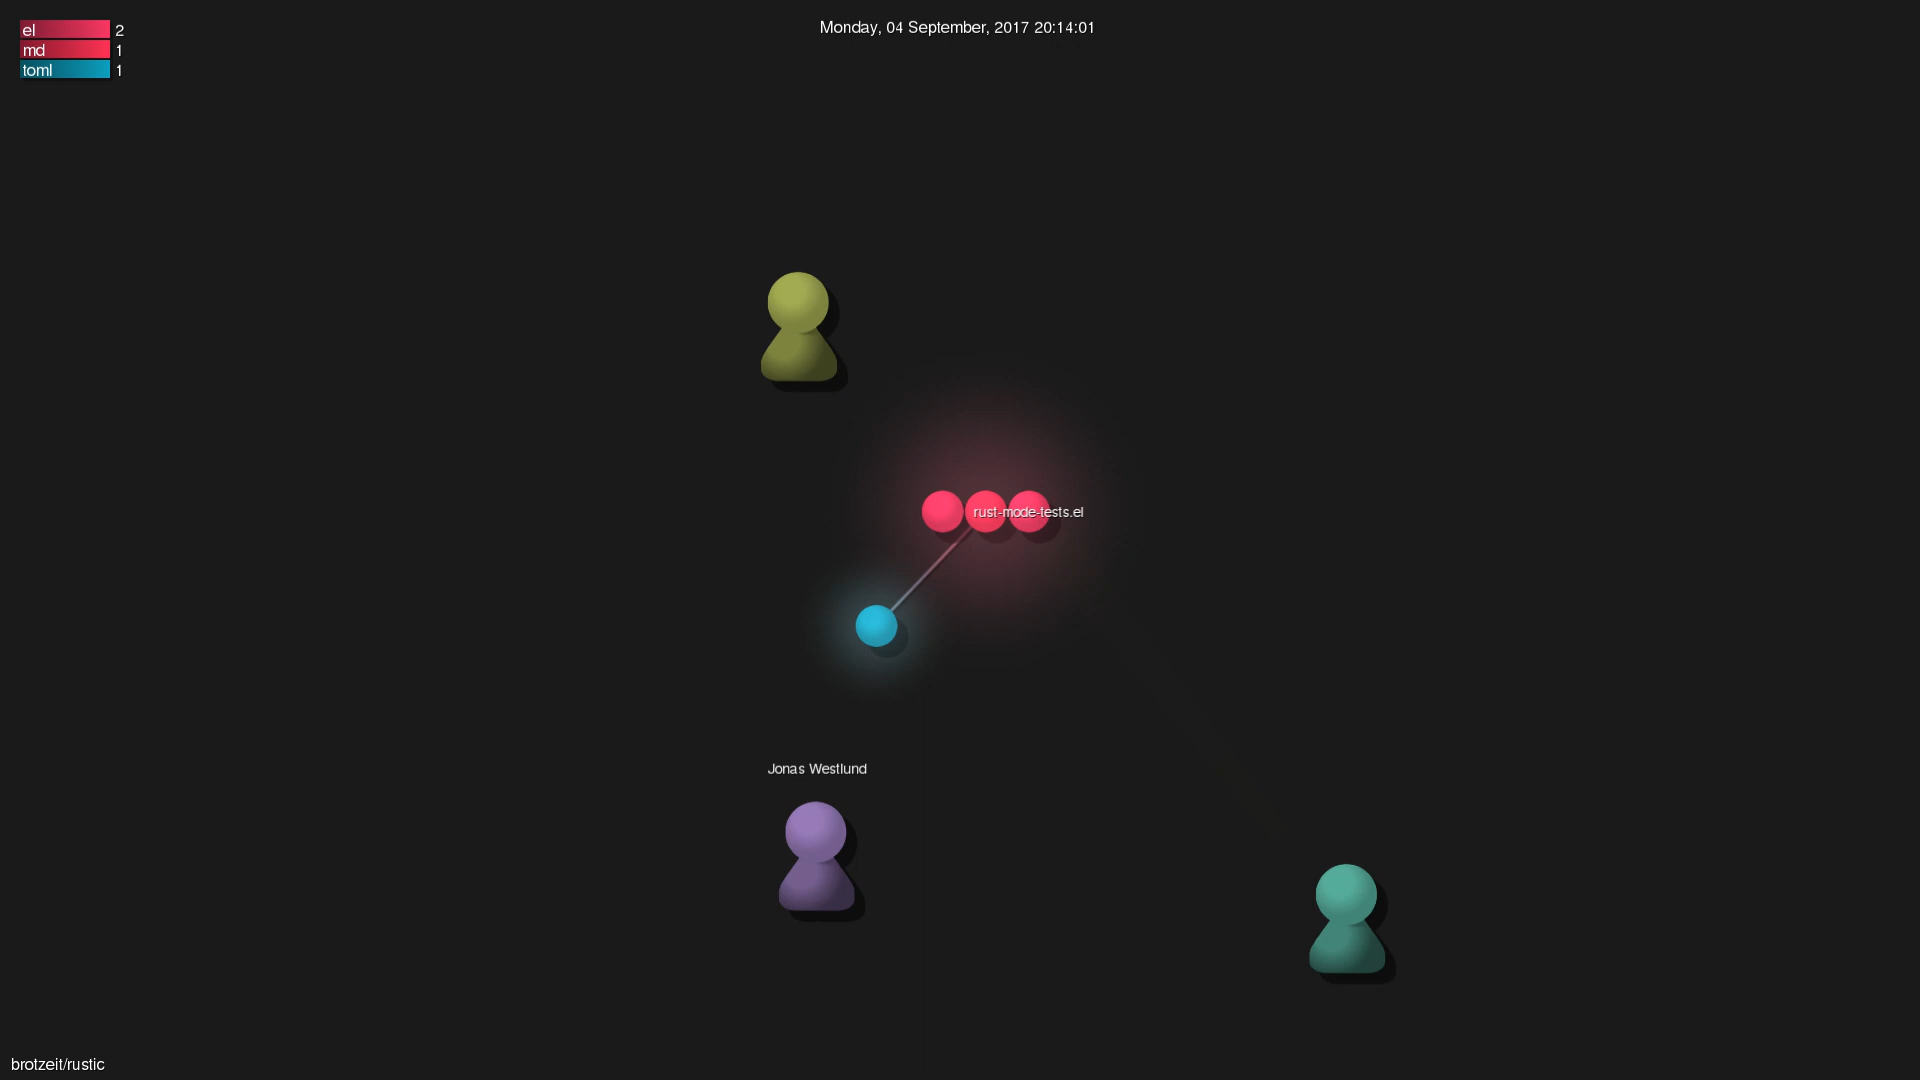 el 2
md 1
toml 1
Monday, 04 September, 2017 20:14:01
rust-mode-tests.el
Jonas Westlund
brotzeit/rustic